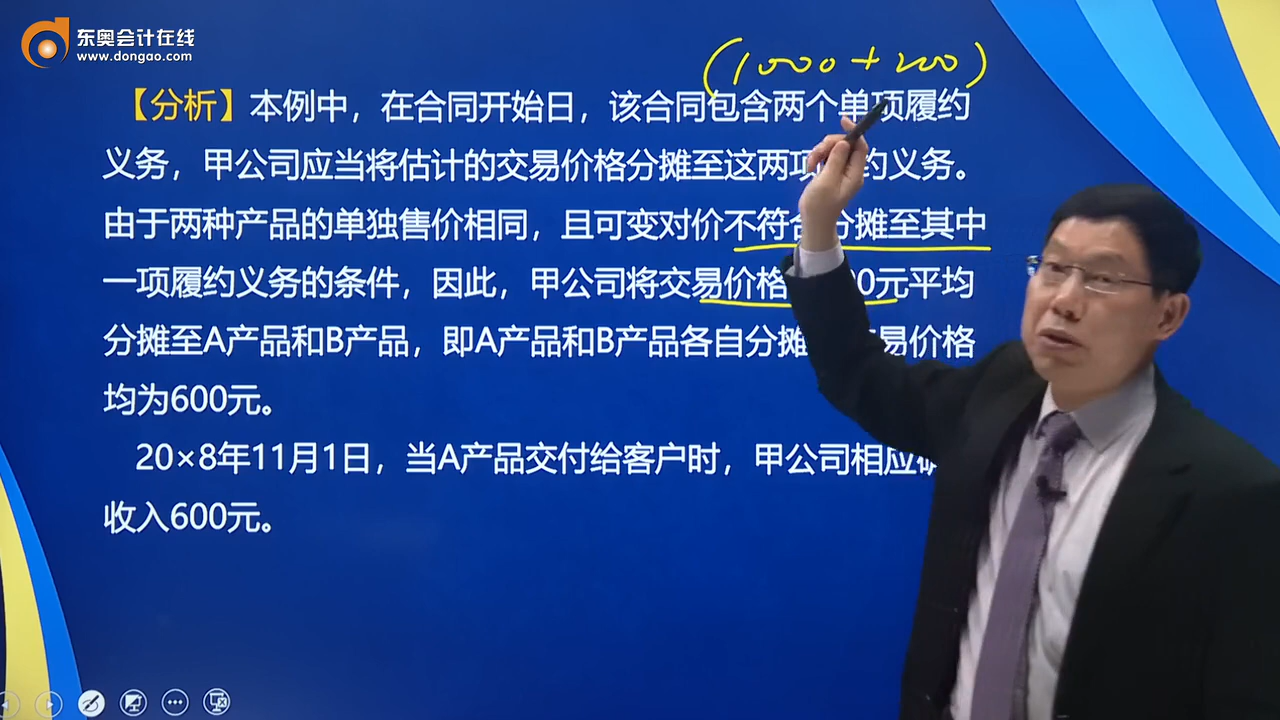 东奥会计在线
www.dongao.com
(1000+200)
【分析】本例中，在合同开始日，该合同包含两个单项履约
义务，甲公司应当将估计的交易价格分摊至这两项 约义务。
由于两种产品的单独售价相同，且可变对价不符合分摊至其中
一项履约义务的条件，因此，甲公司将交易价格 0元平均
分摊至A产品和B产品，即A产品和B产品各自分摊 易价格
均为600元。
20×8年11月1日，当A产品交付给客户时，甲公司相应
收入600元。